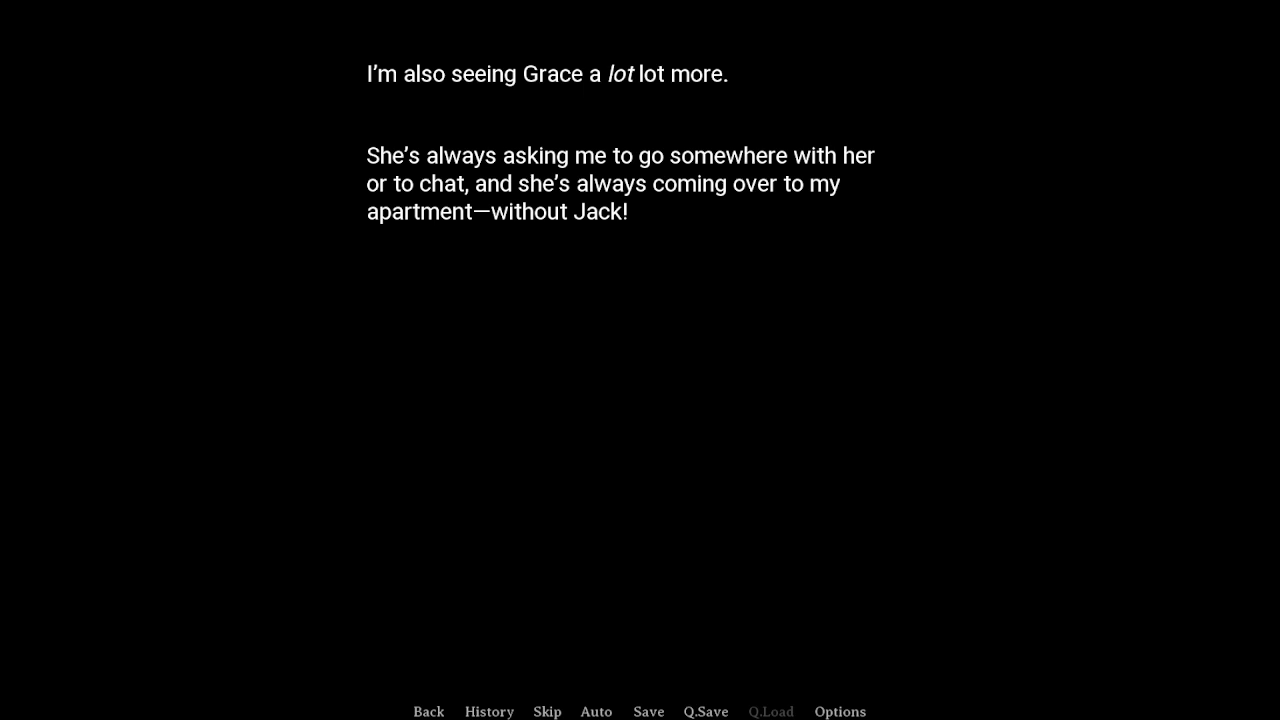 I’m also seeing Grace a lot lot more.
She’s always asking me to go somewhere with her
or to chat, and she’s always coming over to my
apartment—without Jack!
Back History Skip Auto Save Q.Save Q.Load Options